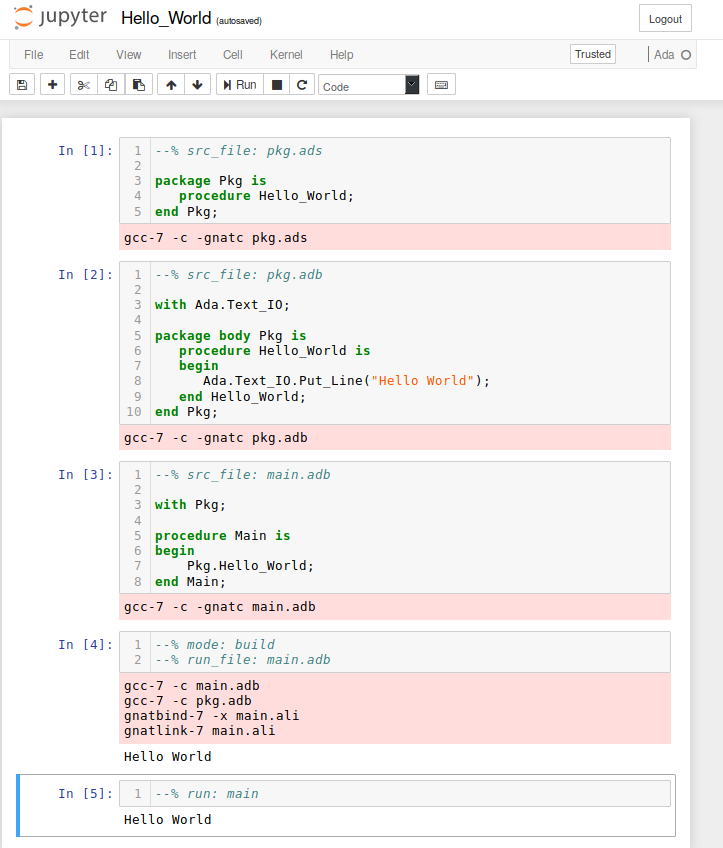 jupyter Hello_World (autosaved) Logout
File Edit View Insert Cell Kernel Help Trusted Ada
Run Code
In [1]:
1 --% src_file: pkg.ads
2
3 package Pkg is
4    procedure Hello_World;
5 end Pkg;
gcc-7 -c -gnatc pkg.ads
In [2]:
1 --% src_file: pkg.adb
2
3 with Ada.Text_IO;
4
5 package body Pkg is
6    procedure Hello_World is
7    begin
8       Ada.Text_IO.Put_Line("Hello World");
9    end Hello_World;
10 end Pkg;
gcc-7 -c -gnatc pkg.adb
In [3]:
1 --% src_file: main.adb
2
3 with Pkg;
4
5 procedure Main is
6 begin
7     Pkg.Hello_World;
8 end Main;
gcc-7 -c -gnatc main.adb
In [4]:
1 --% mode: build
2 --% run_file: main.adb
gcc-7 -c main.adb
gcc-7 -c pkg.adb
gnatbind-7 -x main.ali
gnatlink-7 main.ali
Hello World
In [5]:
1 --% run: main
Hello World